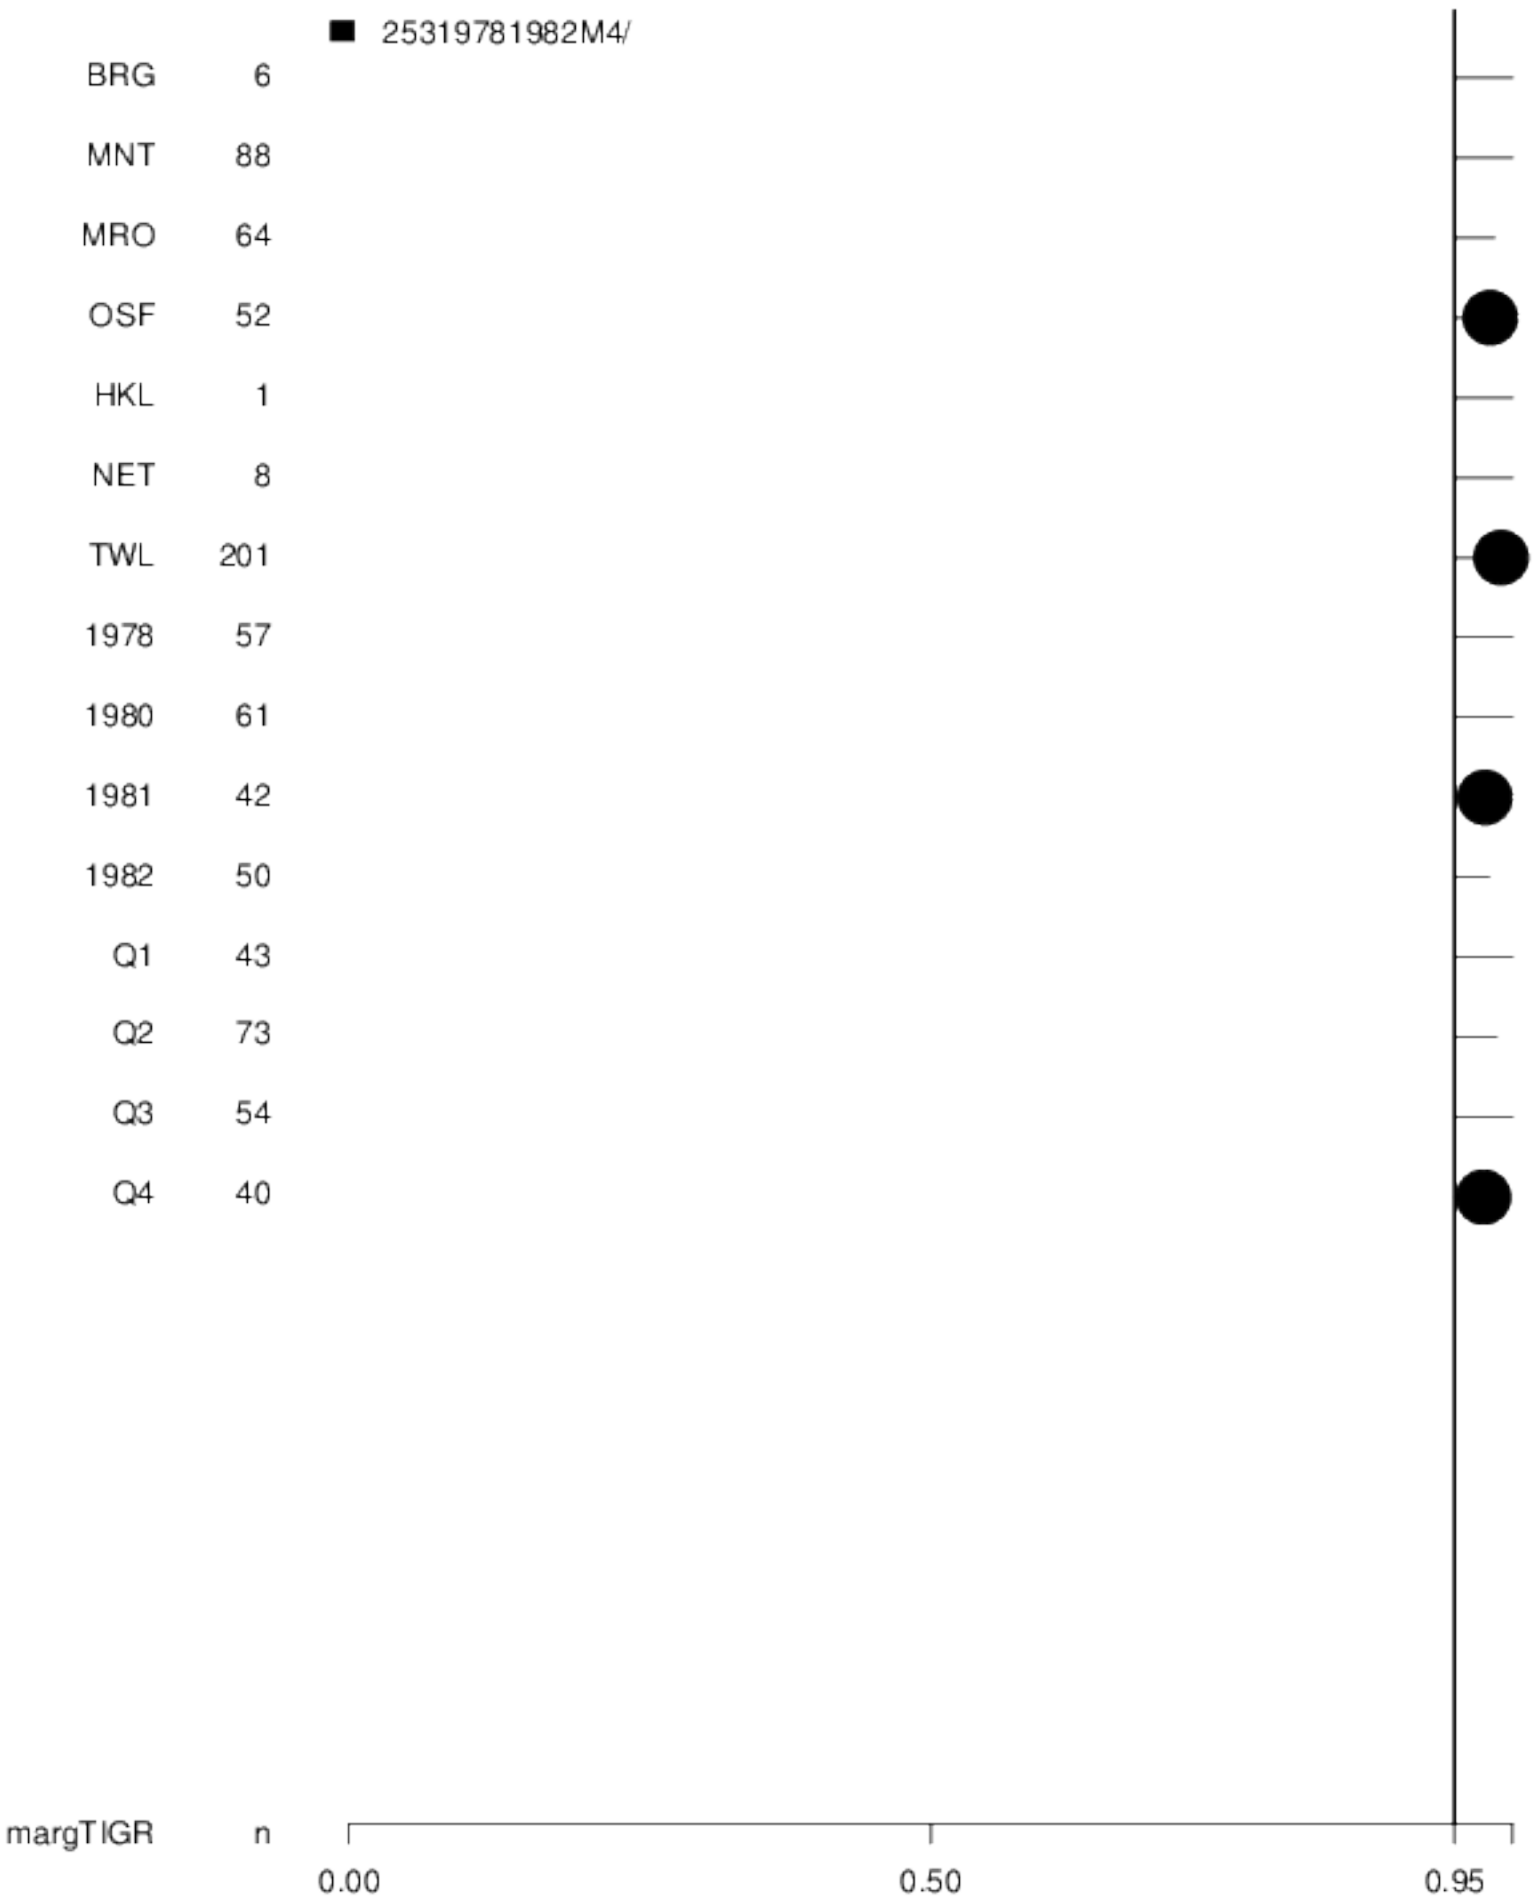 25319781982M4/
BRG 6
MNT 88
MRO 64
OSF 52
HKL 1
NET 8
TWL 201
1978 57
1980 61
1981 42
1982 50
Q1 43
Q2 73
Q3 54
Q4 40
margTIGR n
0.00 0.50 0.95